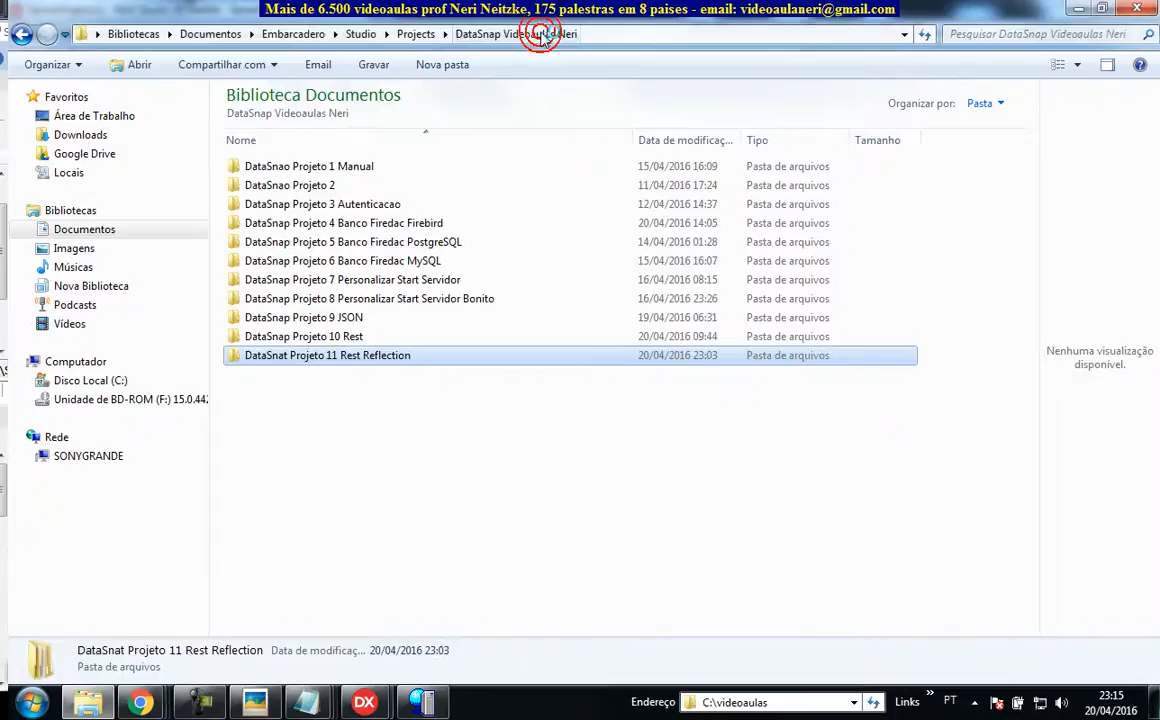 Mais de 6.500 videoaulas prof Neri Neitzke, 175 palestras em 8 paises - email: videoaulaneri@gmail.com
Bibliotecas Documentos Embarcadero Studio Projects DataSnap Videoaulas Neri
Pesquisar DataSnap Videoaulas Neri
Organizar Abrir Compartilhar com Email Gravar Nova pasta
Favoritos
Área de Trabalho
Downloads
Google Drive
Locais
Bibliotecas
Documentos
Imagens
Músicas
Nova Biblioteca
Podcasts
Vídeos
Computador
Disco Local (C:)
Unidade de BD-ROM (F:) 15.0.442
Rede
SONYGRANDE
Biblioteca Documentos
DataSnap Videoaulas Neri
Organizar por: Pasta
Nome Data de modificaç... Tipo Tamanho
DataSnao Projeto 1 Manual 15/04/2016 16:09 Pasta de arquivos
DataSnao Projeto 2 11/04/2016 17:24 Pasta de arquivos
DataSnap Projeto 3 Autenticacao 12/04/2016 14:37 Pasta de arquivos
DataSnap Projeto 4 Banco Firedac Firebird 20/04/2016 14:05 Pasta de arquivos
DataSnap Projeto 5 Banco Firedac PostgreSQL 14/04/2016 01:28 Pasta de arquivos
DataSnap Projeto 6 Banco Firedac MySQL 15/04/2016 16:07 Pasta de arquivos
DataSnap Projeto 7 Personalizar Start Servidor 16/04/2016 08:15 Pasta de arquivos
DataSnap Projeto 8 Personalizar Start Servidor Bonito 16/04/2016 23:26 Pasta de arquivos
DataSnap Projeto 9 JSON 19/04/2016 06:31 Pasta de arquivos
DataSnap Projeto 10 Rest 20/04/2016 09:44 Pasta de arquivos
DataSnat Projeto 11 Rest Reflection 20/04/2016 23:03 Pasta de arquivos
Nenhuma visualização
disponível.
DataSnat Projeto 11 Rest Reflection Data de modificaç... 20/04/2016 23:03
Pasta de arquivos
DX
Endereço C:\videoaulas Links » PT
23:15
20/04/2016